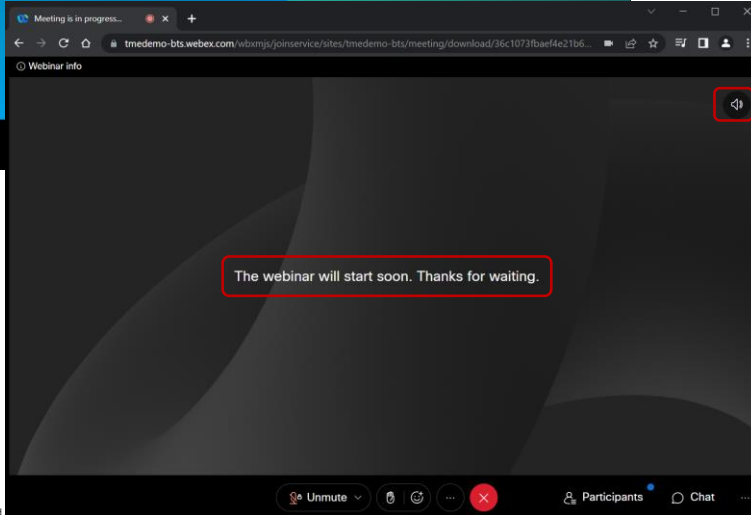 Meeting is in progress...
tmedemo-bts.webex.com/wbxmjs/joinservice/sites/tmedemo-bts/meeting/download/36c1073fbaef4e21b6...
Webinar info
The webinar will start soon. Thanks for waiting.
Unmute
Participants
Chat